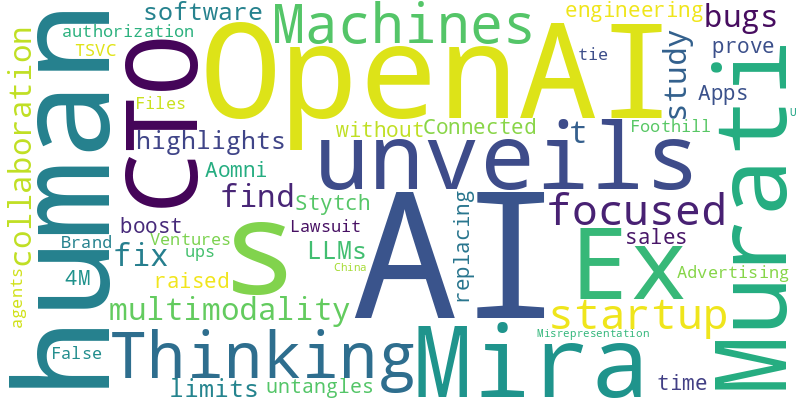 software
engineering
bugs
authorization
TSVC
Machines
OpenAI
CTO
human
collaboration
tie
study
prove
Apps
Files
highlights
without
Connected
t
Foothill
U
Murati
unveils
Aomni
find
Stytch
AI
replacing
focused
boost
Lawsuit
sales
Brand
Ventures
s
fix
ups
LLMs
China
Ex
Advertising
4M
agents
raised
multimodality
startup
Thinking
Mira
Misrepresentation
False
limits
untangles
time